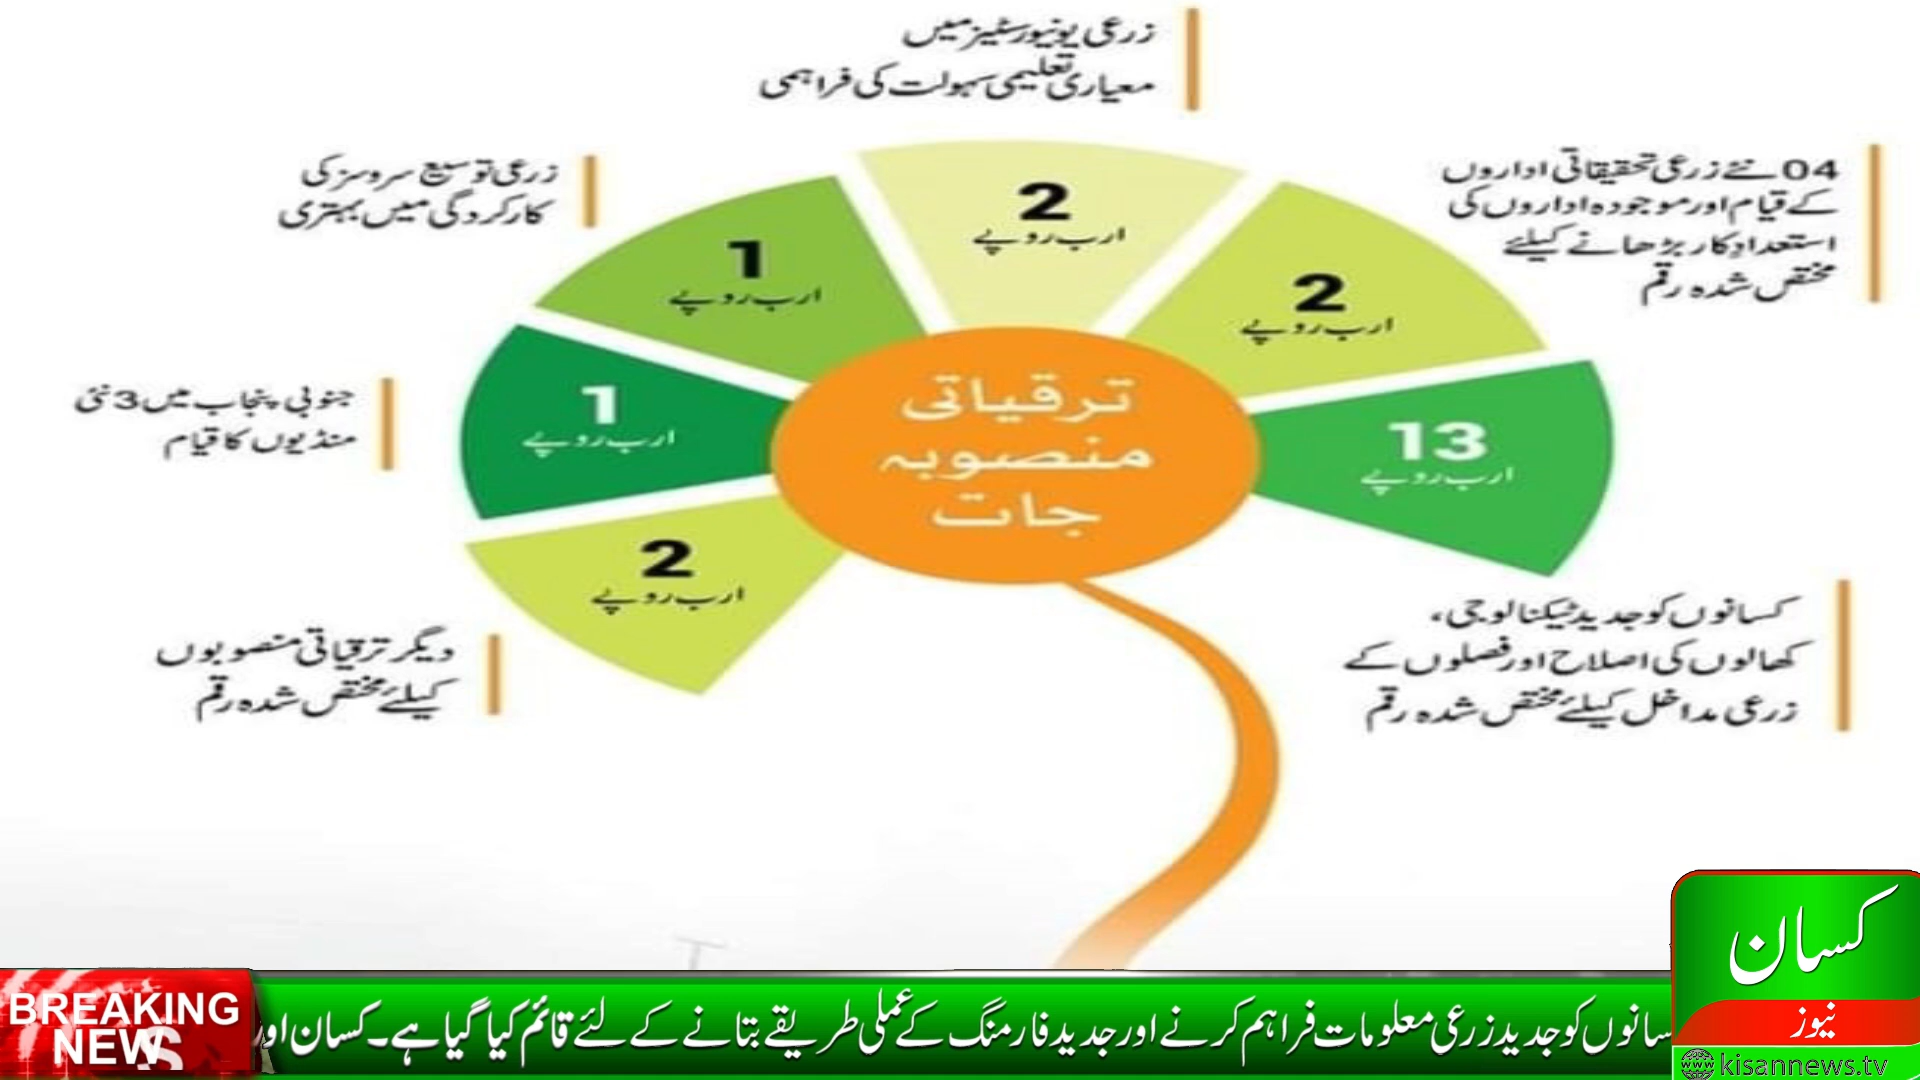 زرعی یونیورسٹیز میں
معیاری تعلیمی سہولت کی فراہمی
2
ارب روپے
04 نئے زرعی تحقیقاتی اداروں
کے قیام اور موجودہ اداروں کی
استعدادِ کار بڑھانے کیلئے
مختص شدہ رقم
2
ارب روپے
زرعی توسیع سروسز کی
کارکردگی میں بہتری
1
ارب روپے
جنوبی پنجاب میں 3 نئی
منڈیوں کا قیام
1
ارب روپے
ترقیاتی
منصوبہ
جات
13
ارب روپے
کسانوں کو جدید ٹیکنالوجی،
کھالوں کی اصلاح اور فصلوں کے
زرعی مداخل کیلئے مختص شدہ رقم
2
ارب روپے
دیگر ترقیاتی منصوبوں
کیلئے مختص شدہ رقم
کسان
نیوز
kisannews.tv
BREAKING
NEWS
سانوں کو جدید زرعی معلومات فراہم کرنے اور جدید فارمنگ کے عملی طریقے بتانے کے لئے قائم کیا گیا ہے۔ کسان اور